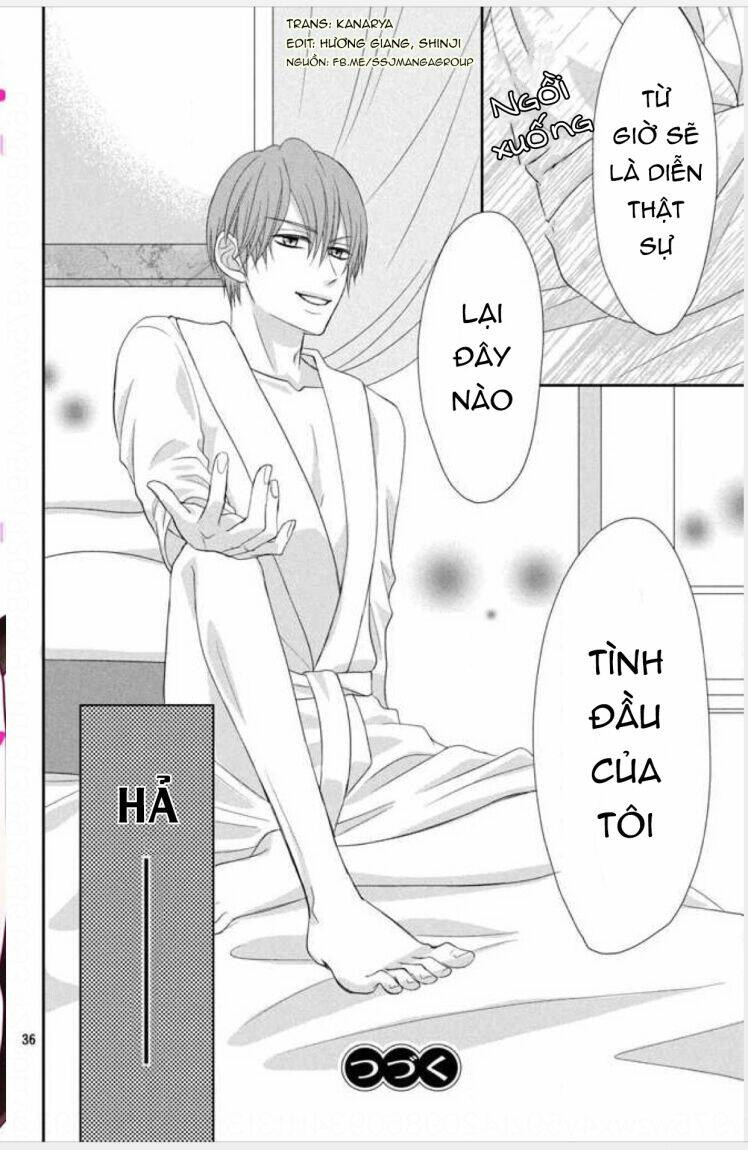 TRANS: KANARYA
EDIT: HƯƠNG GIANG, SHINJI
NGUỒN: FB.ME/SSJMANGAGROUP
TỪ
GIỜ SẼ
LÀ DIỄN
THẬT
SỰ
Ngồi
xuống
LẠI
ĐÂY
NÀO
TÌNH
ĐẦU
CỦA
TÔI
HẢ
36
つづく